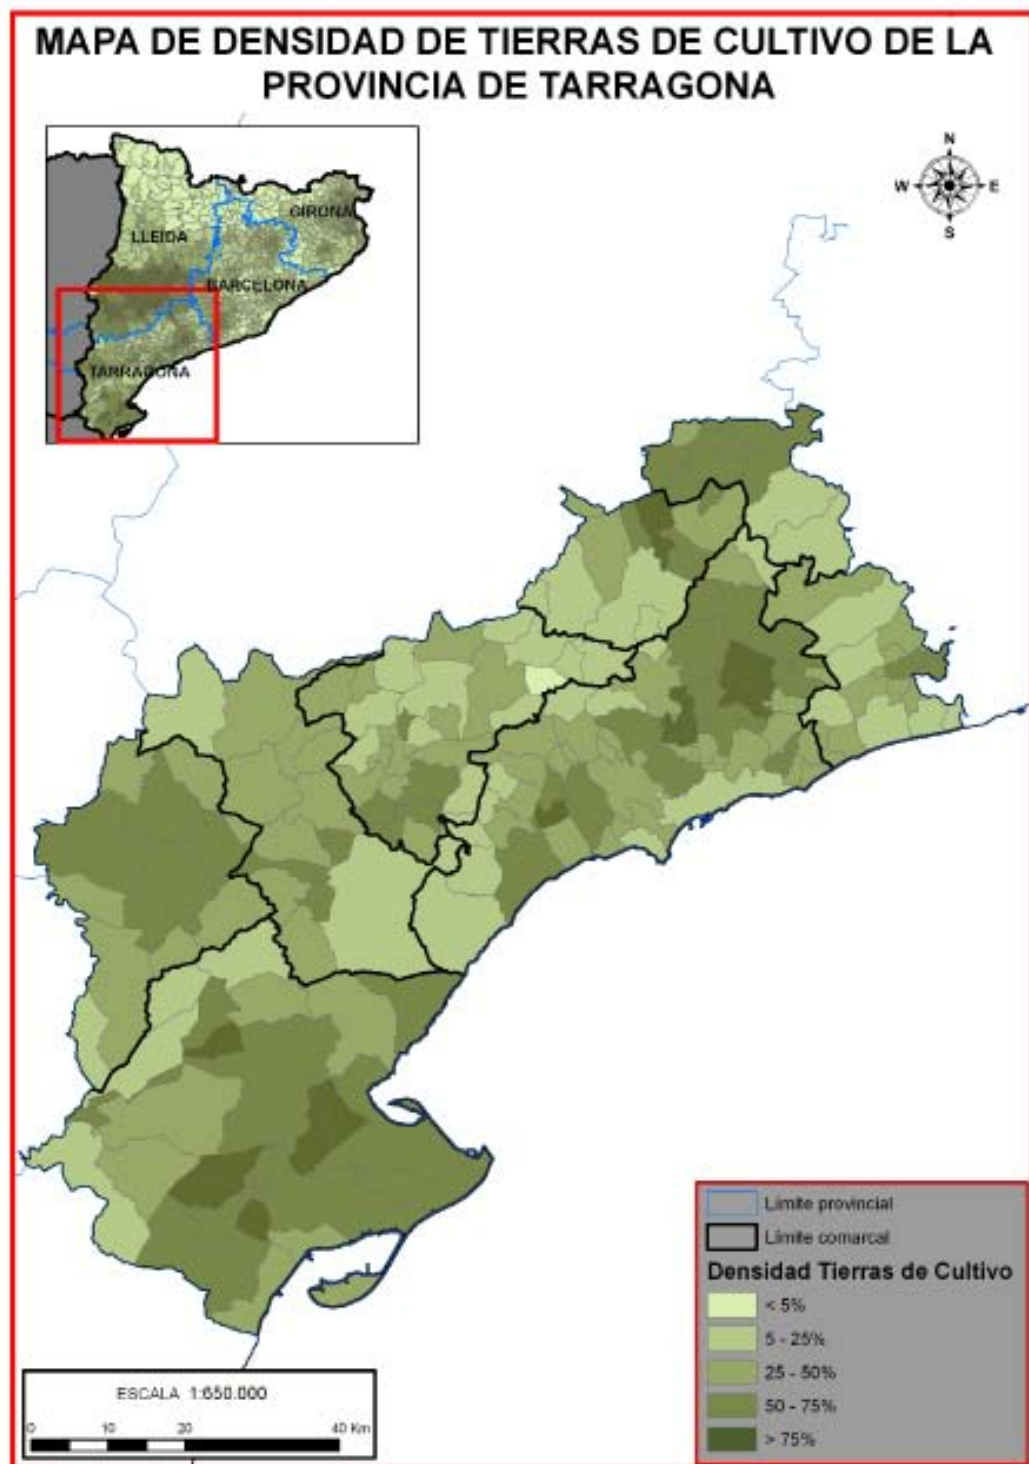 MAPA DE DENSIDAD DE TIERRAS DE CULTIVO DE LA
PROVINCIA DE TARRAGONA
N
W E
S
GIRONA
LLEIDA
BARCELONA
TARRAGONA
Límite provincial
Límite comarcal
Densidad Tierras de Cultivo
< 5%
5 - 25%
25 - 50%
50 - 75%
> 75%
ESCALA 1:650.000
0 10 20 40 Km